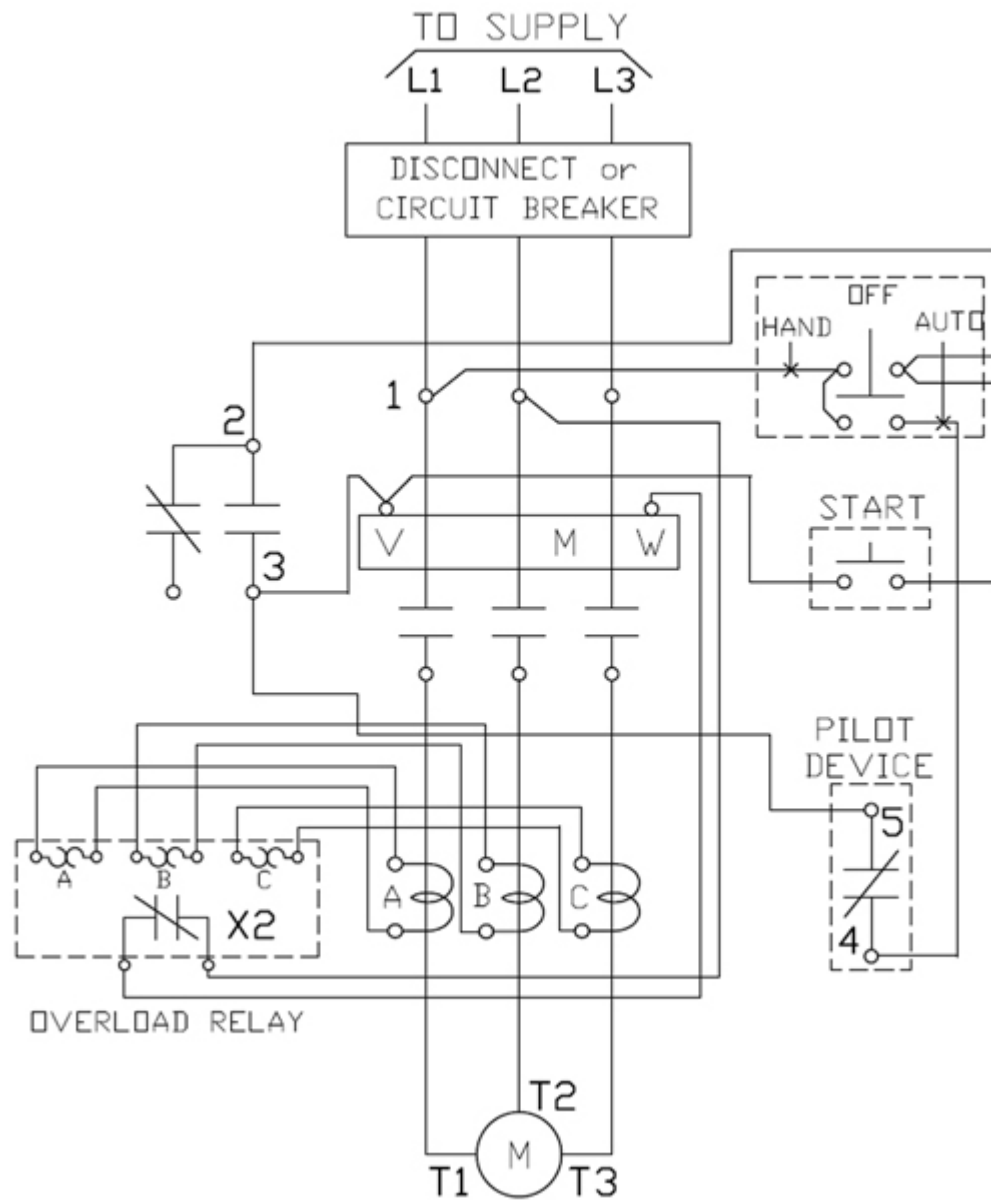 TO SUPPLY
L1 L2 L3
DISCONNECT or
CIRCUIT BREAKER
OFF
HAND
AUTO
1
2
START
V M W
3
PILOT
DEVICE
5
A B C
A B C
X2
4
OVERLOAD RELAY
T2
M
T1 T3